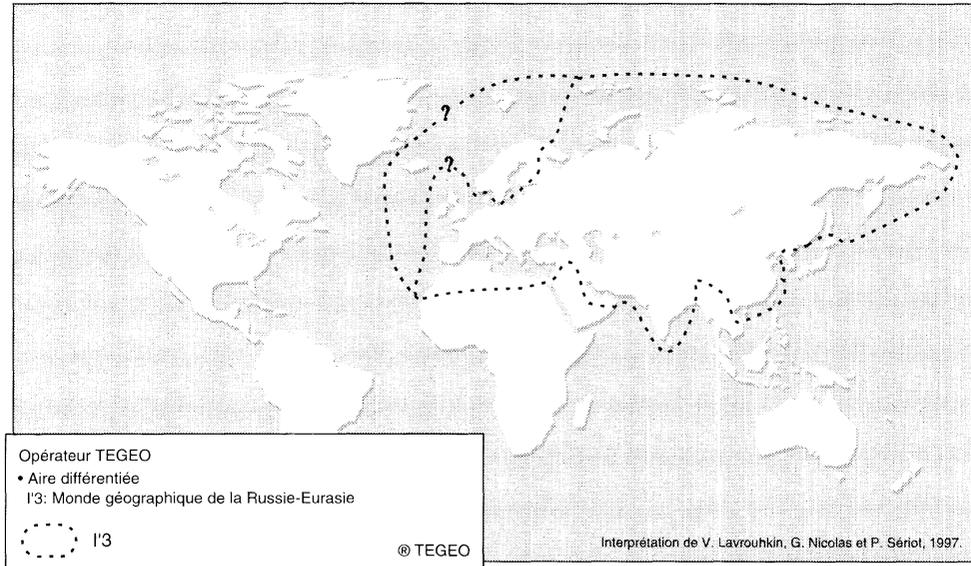 ?
?
Opérateur TEGEO
• Aire différentiée
I'3: Monde géographique de la Russie-Eurasie
I'3
® TEGEO
Interprétation de V. Lavrouhkin, G. Nicolas et P. Sériot, 1997.